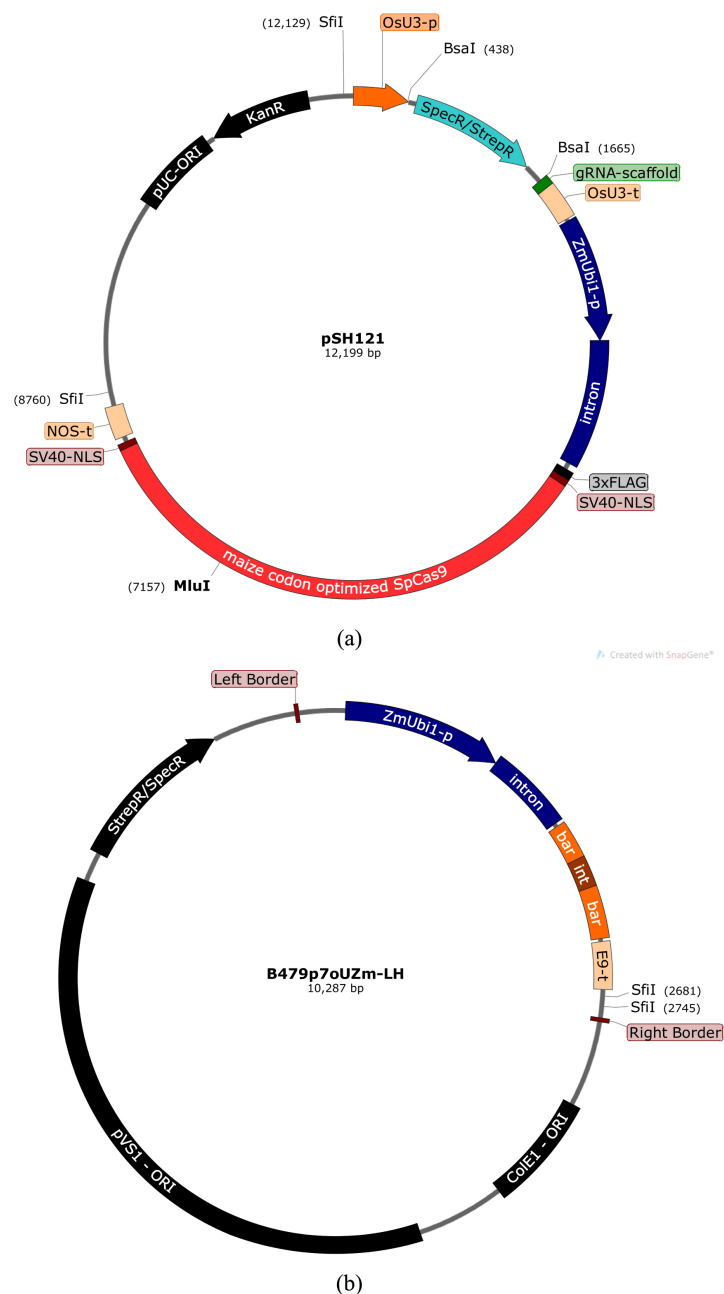 (12,129) SfiI
OsU3-p
BsaI (438)
KanR
SpecR/StrepR
pUC-ORI
BsaI (1665)
gRNA-scaffold
OsU3-t
ZmUbi1-p
pSH121
12,199 bp
intron
(8760) SfiI
NOS-t
SV40-NLS
3xFLAG
SV40-NLS
maize codon optimized SpCas9
(7157) MluI
(a)
Created with SnapGene®
Left Border
ZmUbi1-p
StrepR/SpecR
intron
bar
int
bar
B479p7oUZm-LH
10,287 bp
E9-t
SfiI (2681)
SfiI (2745)
Right Border
ColE1 - ORI
pVS1 - ORI
(b)